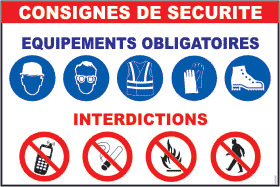 CONSIGNES DE SECURITE
EQUIPEMENTS OBLIGATOIRES
INTERDICTIONS